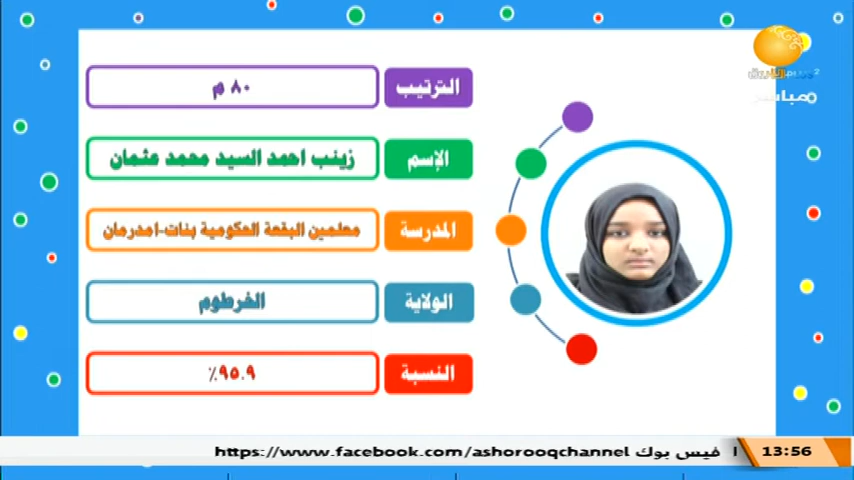 مباشر
الترتيب ٨٠ م
الإسم زينب احمد السيد محمد عثمان
المدرسة معلمين البقعة الحكومية بنات-امدرمان
الولاية الخرطوم
النسبة ٩٥.٩٪
13:56 ا فيس بوك https://www.facebook.com/ashorooqchannel